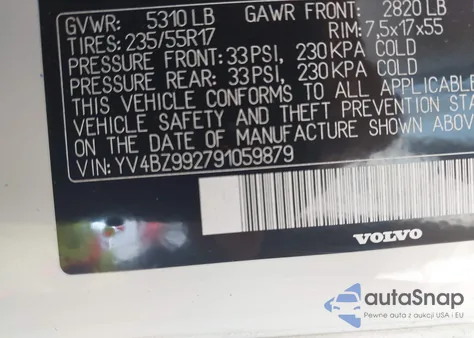 GVWR: 5310 LB GAWR FRONT: 2820 LB
TIRES: 235/55R17 RIM: 7,5x17x55
PRESSURE FRONT: 33 PSI, 230 KPA COLD
PRESSURE REAR: 33 PSI, 230 KPA COLD
THIS VEHICLE CONFORMS TO ALL APPLICABLE
SAFETY AND THEFT PREVENTION STA
ON THE DATE OF MANUFACTURE SHOWN ABOVE
VIN: YV4BZ992791059879
VOLVO
autoSnap
Pewne auta z aukcji USA i EU